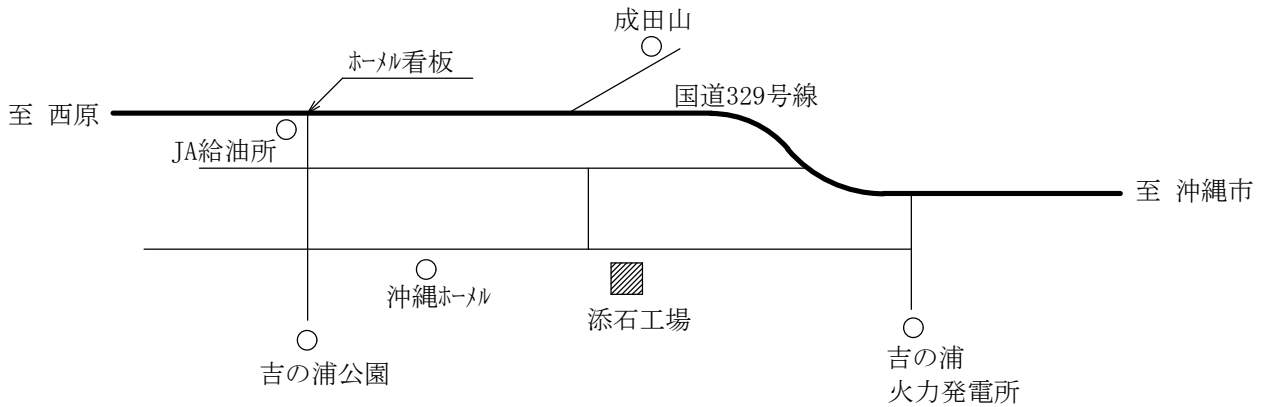 成田山
ﾎｰﾒﾙ看板
国道329号線
至 西原
JA給油所
至 沖縄市
沖縄ﾎｰﾒﾙ
添石工場
吉の浦公園
吉の浦
火力発電所